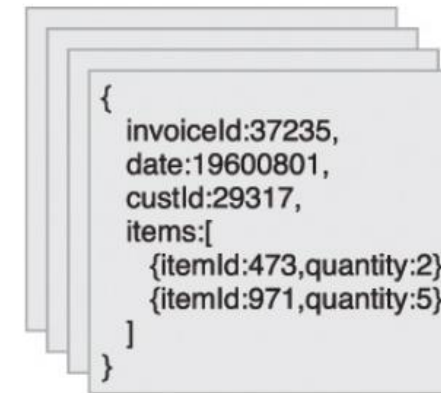 {
invoiceId:37235,
date:19600801,
custId:29317,
items:[
{itemId:473,quantity:2}
{itemId:971,quantity:5}
]
}